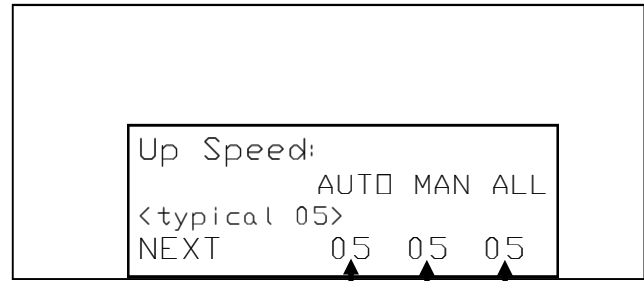 Up Speed:
AUTO MAN ALL
<typical 05>
NEXT 05 05 05